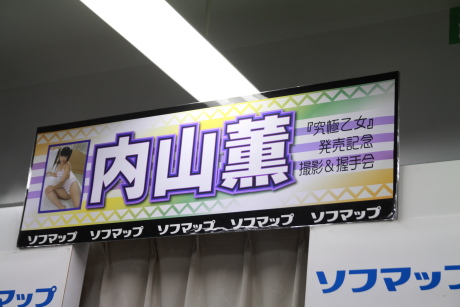 内山薫
『究極乙女』
発売記念
撮影＆握手会
ソフマップ ソフマップ ソフマップ ソフマップ ソフマップ
ソフマップ
ソフマップ